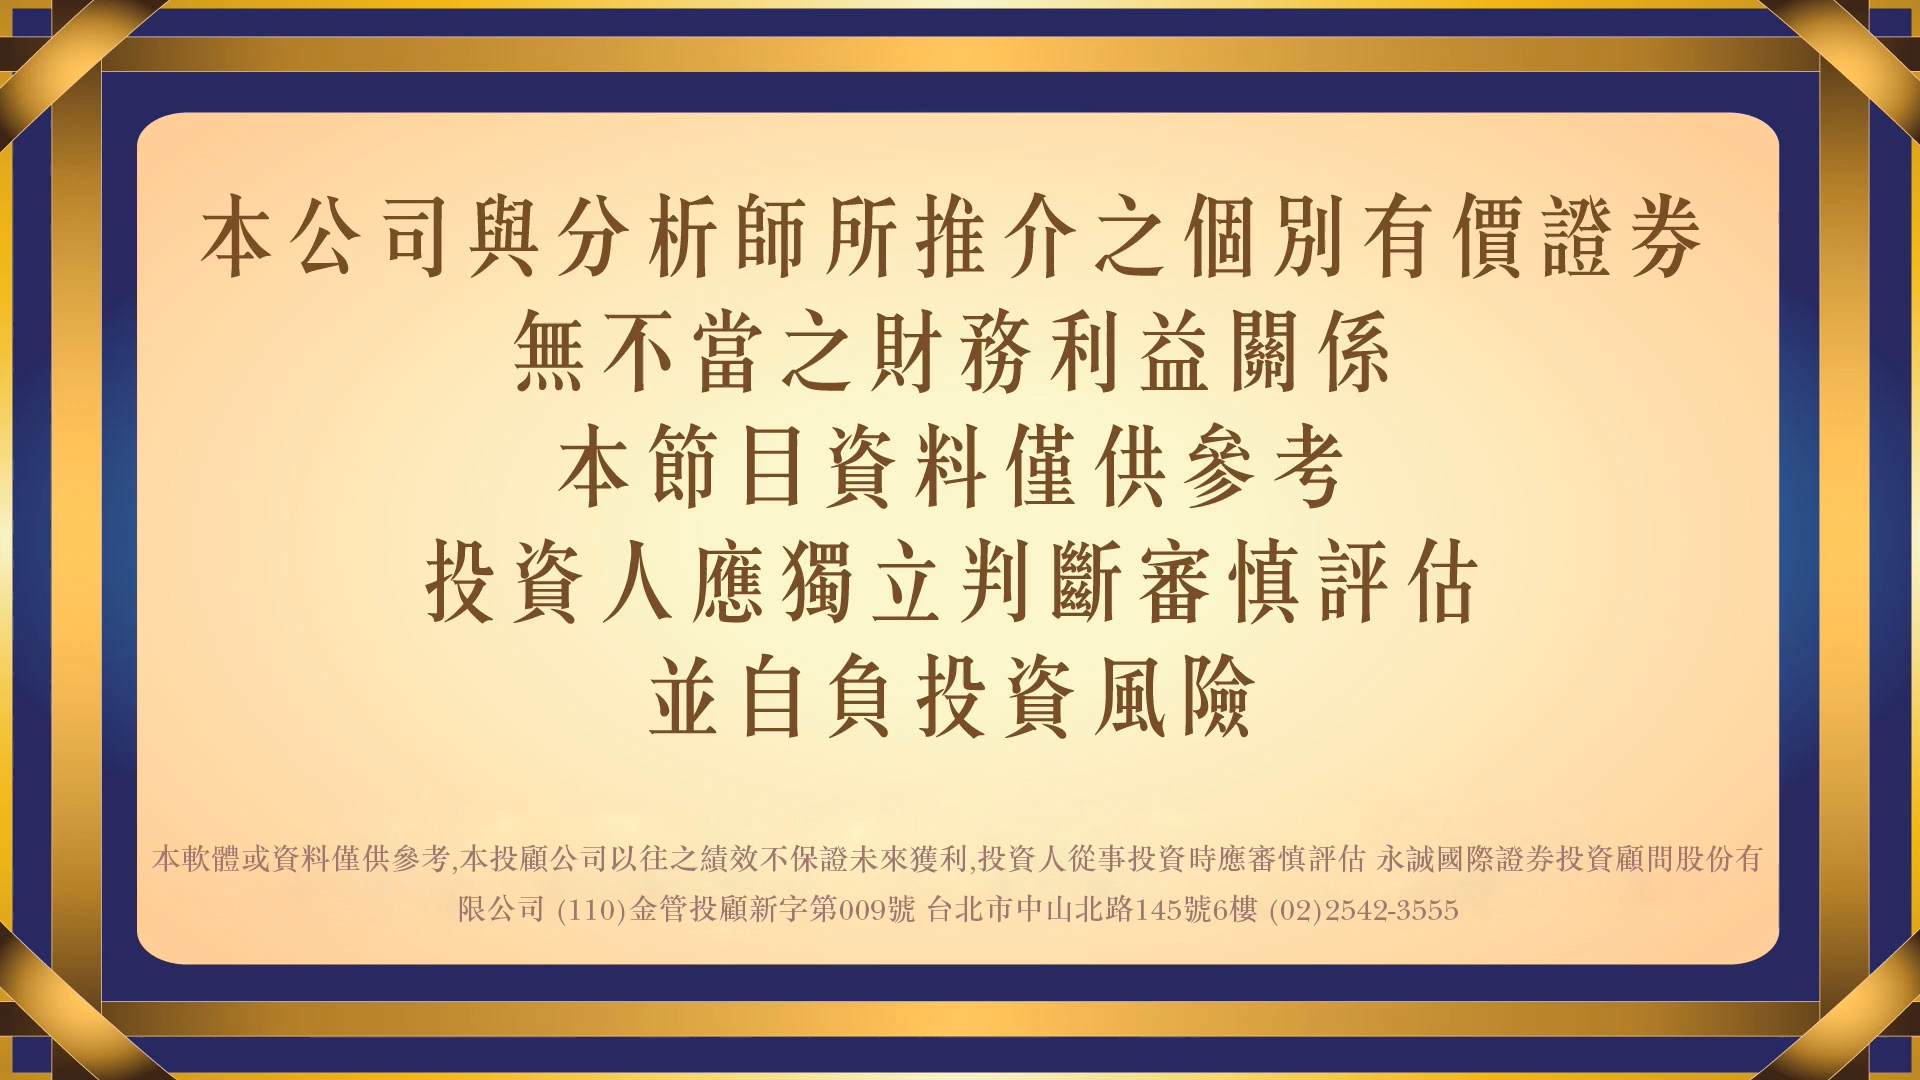 本公司與分析師所推介之個別有價證券
無不當之財務利益關係
本節目資料僅供參考
投資人應獨立判斷審慎評估
並自負投資風險
本軟體或資料僅供參考,本投顧公司以往之績效不保證未來獲利,投資人從事投資時應審慎評估 永誠國際證券投資顧問股份有
限公司 (110)金管投顧新字第009號 台北市中山北路145號6樓 (02)2542-3555